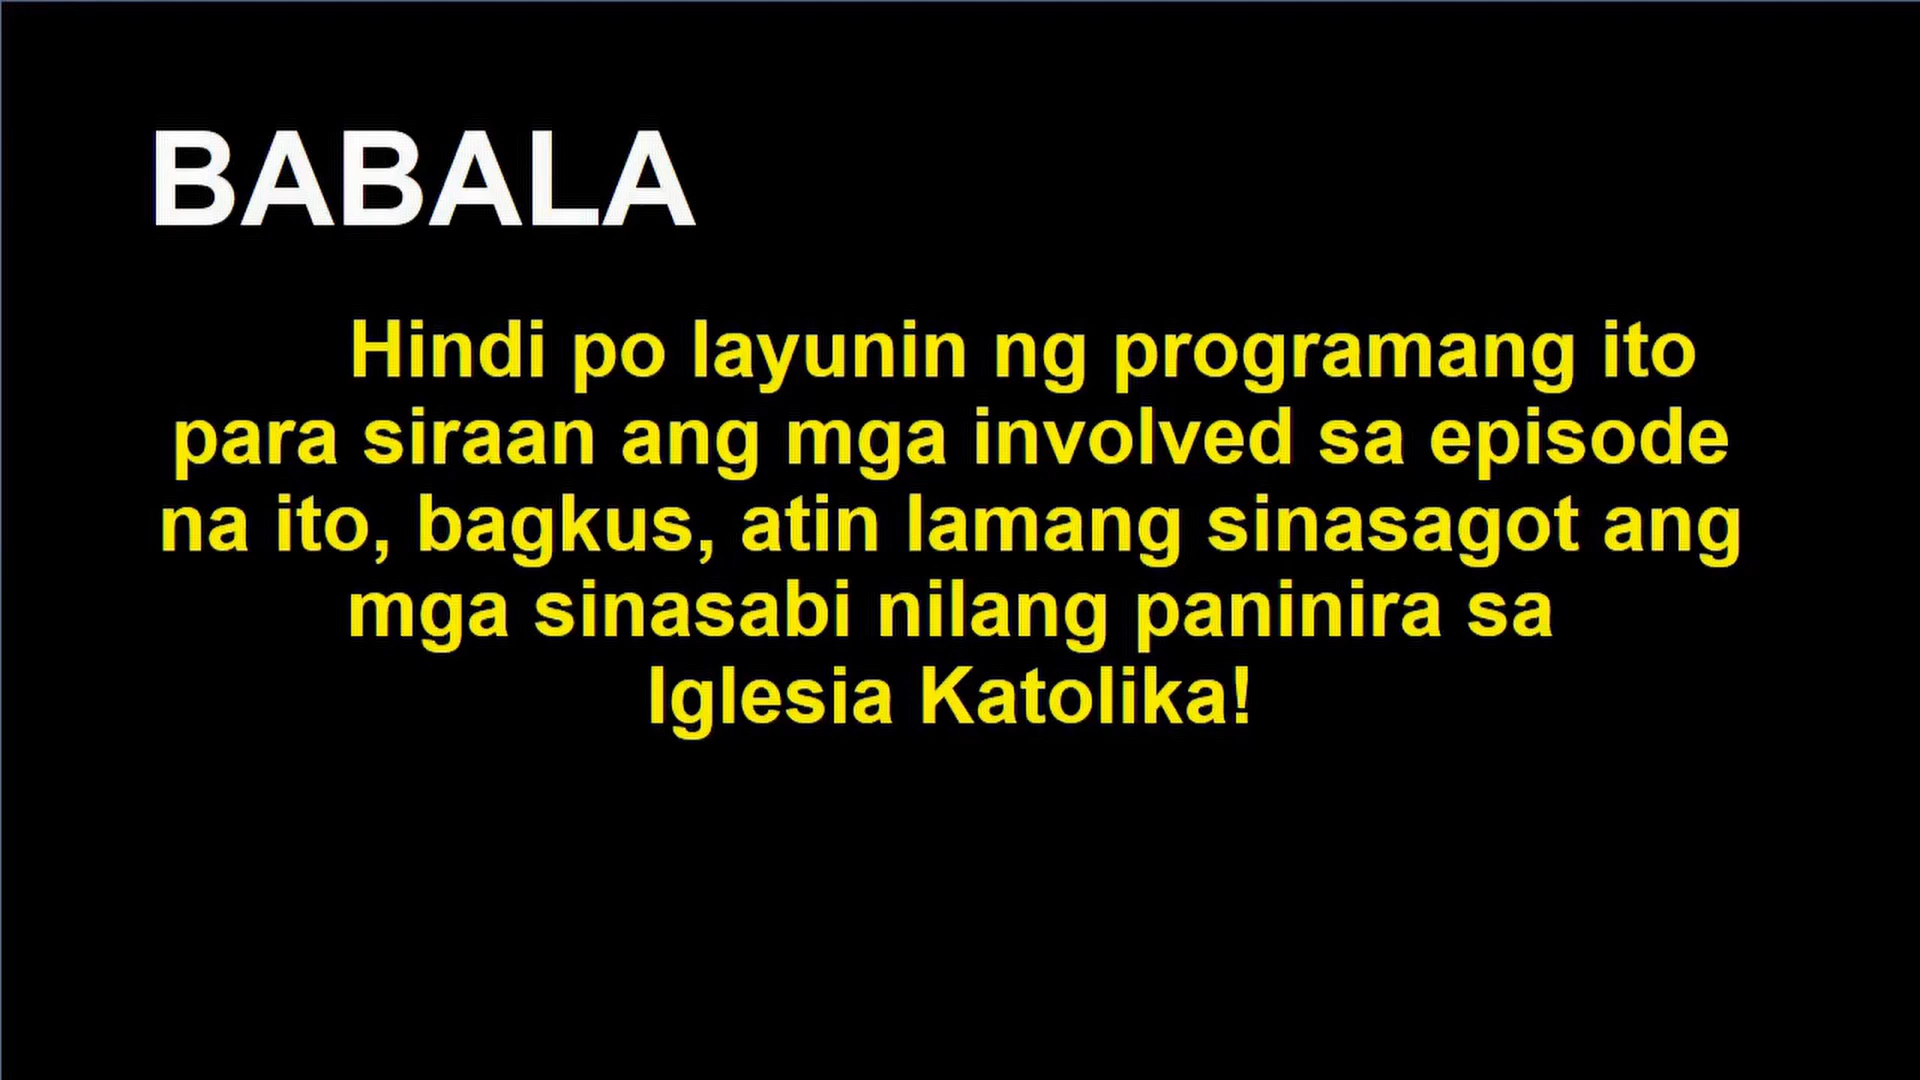 BABALA
Hindi po layunin ng programang ito
para siraan ang mga involved sa episode
na ito, bagkus, atin lamang sinasagot ang
mga sinasabi nilang paninira sa
Iglesia Katolika!